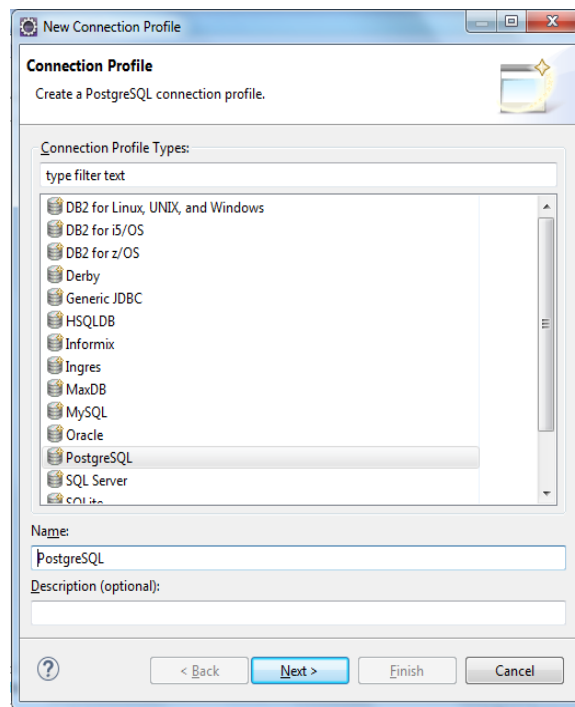 New Connection Profile
Connection Profile
Create a PostgreSQL connection profile.
Connection Profile Types:
type filter text
DB2 for Linux, UNIX, and Windows
DB2 for i5/OS
DB2 for z/OS
Derby
Generic JDBC
HSQLDB
Informix
Ingres
MaxDB
MySQL
Oracle
PostgreSQL
SQL Server
SQLite
Name:
PostgreSQL
Description (optional):
? < Back Next > Finish Cancel